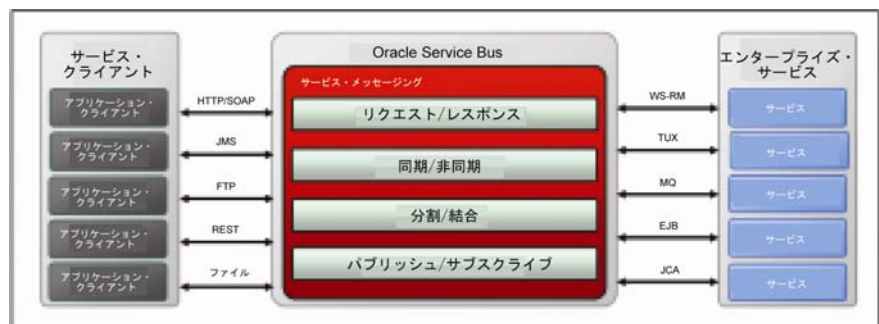 サービス・
クライアント
アプリケーション・
クライアント
アプリケーション・
クライアント
アプリケーション・
クライアント
アプリケーション・
クライアント
アプリケーション・
クライアント
HTTP/SOAP
JMS
FTP
REST
ファイル
Oracle Service Bus
サービス・メッセージング
リクエスト/レスポンス
同期/非同期
分割/結合
パブリッシュ/サブスクライブ
WS-RM
TUX
MQ
EJB
JCA
エンタープライズ・
サービス
サービス
サービス
サービス
サービス
サービス